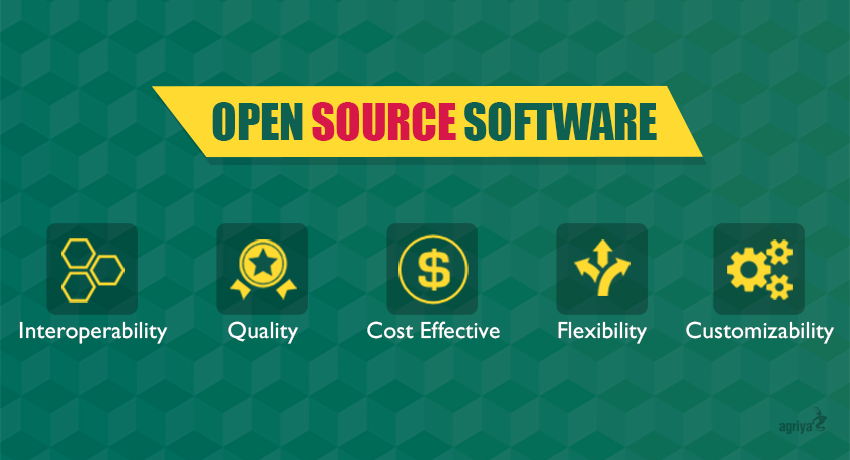 OPEN SOURCE SOFTWARE
Interoperability
Quality
Cost Effective
Flexibility
Customizability
agriya